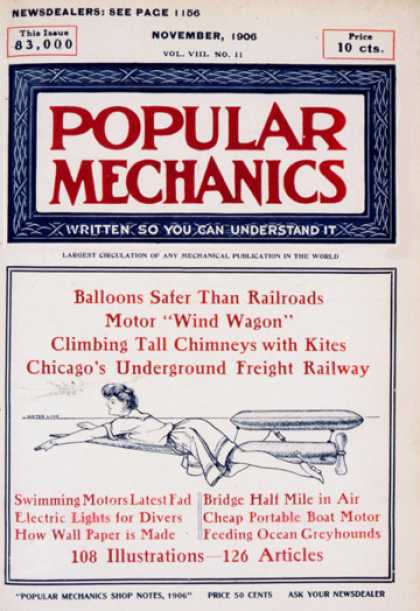 NEWSDEALERS: SEE PAGE 1156
This Issue
83,000
NOVEMBER, 1906
VOL. VIII. NO. 11
Price
10 cts.
POPULAR
MECHANICS
WRITTEN SO YOU CAN UNDERSTAND IT
LARGEST CIRCULATION OF ANY MECHANICAL PUBLICATION IN THE WORLD
Balloons Safer Than Railroads
Motor "Wind Wagon"
Climbing Tall Chimneys with Kites
Chicago's Underground Freight Railway
WATER LINE
Swimming Motors Latest Fad
Electric Lights for Divers
How Wall Paper is Made
Bridge Half Mile in Air
Cheap Portable Boat Motor
Feeding Ocean Greyhounds
108 Illustrations—126 Articles
"POPULAR MECHANICS SHOP NOTES, 1906" PRICE 50 CENTS ASK YOUR NEWSDEALER